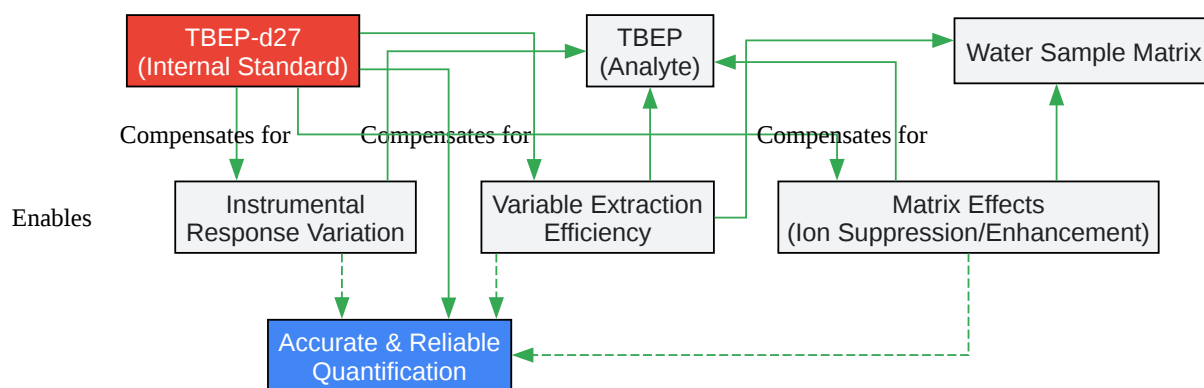 TBEP-d27
(Internal Standard)
TBEP
(Analyte)
Water Sample Matrix
Compensates for
Compensates for
Compensates for
Enables
Instrumental
Response Variation
Variable Extraction
Efficiency
Matrix Effects
(Ion Suppression/Enhancement)
Accurate & Reliable
Quantification